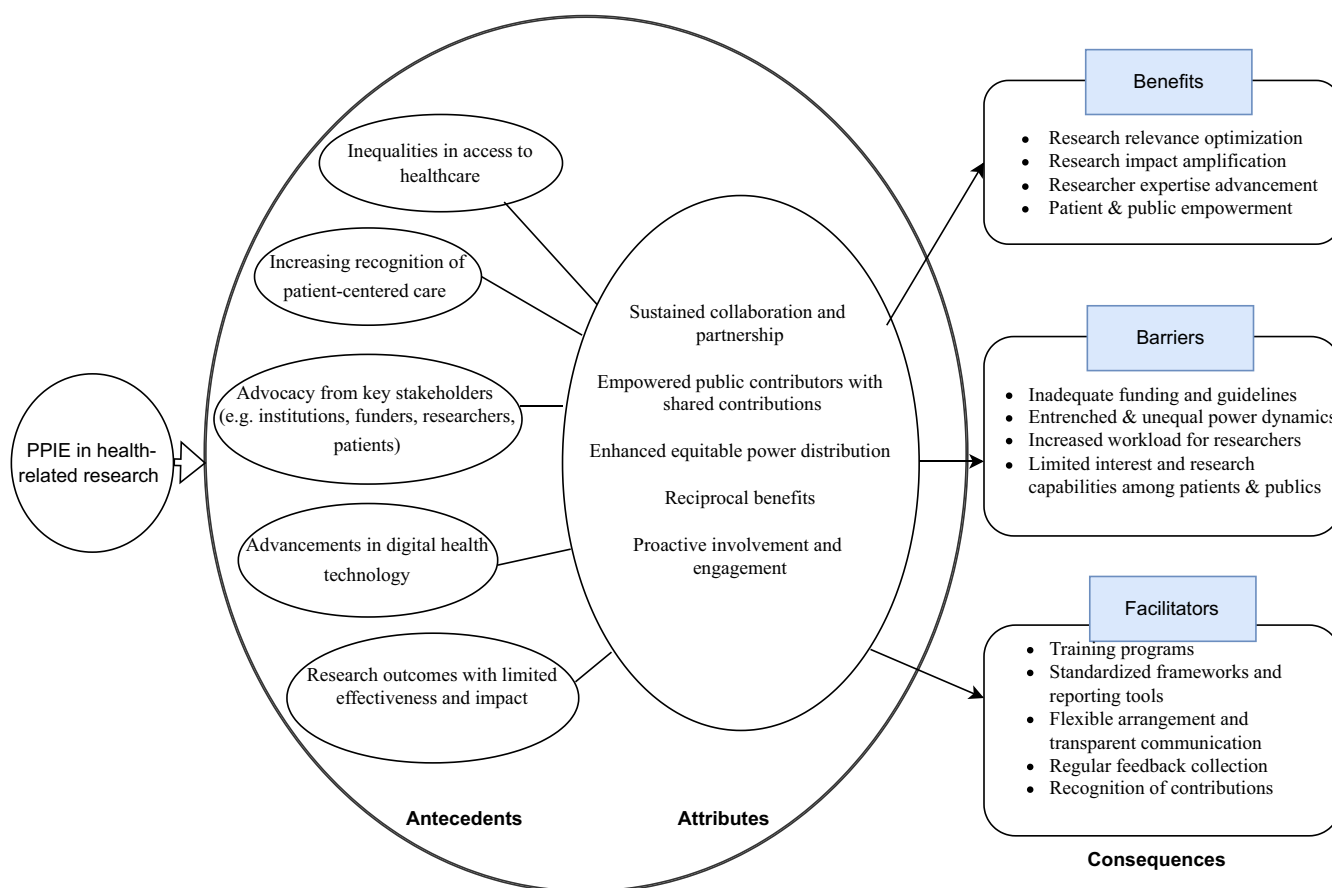 PPIE in health-
related research
Inequalities in access to
healthcare
Increasing recognition of
patient-centered care
Advocacy from key stakeholders
(e.g. institutions, funders, researchers,
patients)
Advancements in digital health
technology
Research outcomes with limited
effectiveness and impact
Antecedents
Sustained collaboration and
partnership
Empowered public contributors with
shared contributions
Enhanced equitable power distribution
Reciprocal benefits
Proactive involvement and
engagement
Attributes
Benefits
• Research relevance optimization
• Research impact amplification
• Researcher expertise advancement
• Patient & public empowerment
Barriers
• Inadequate funding and guidelines
• Entrenched & unequal power dynamics
• Increased workload for researchers
• Limited interest and research
capabilities among patients & publics
Facilitators
• Training programs
• Standardized frameworks and
reporting tools
• Flexible arrangement and
transparent communication
• Regular feedback collection
• Recognition of contributions
Consequences